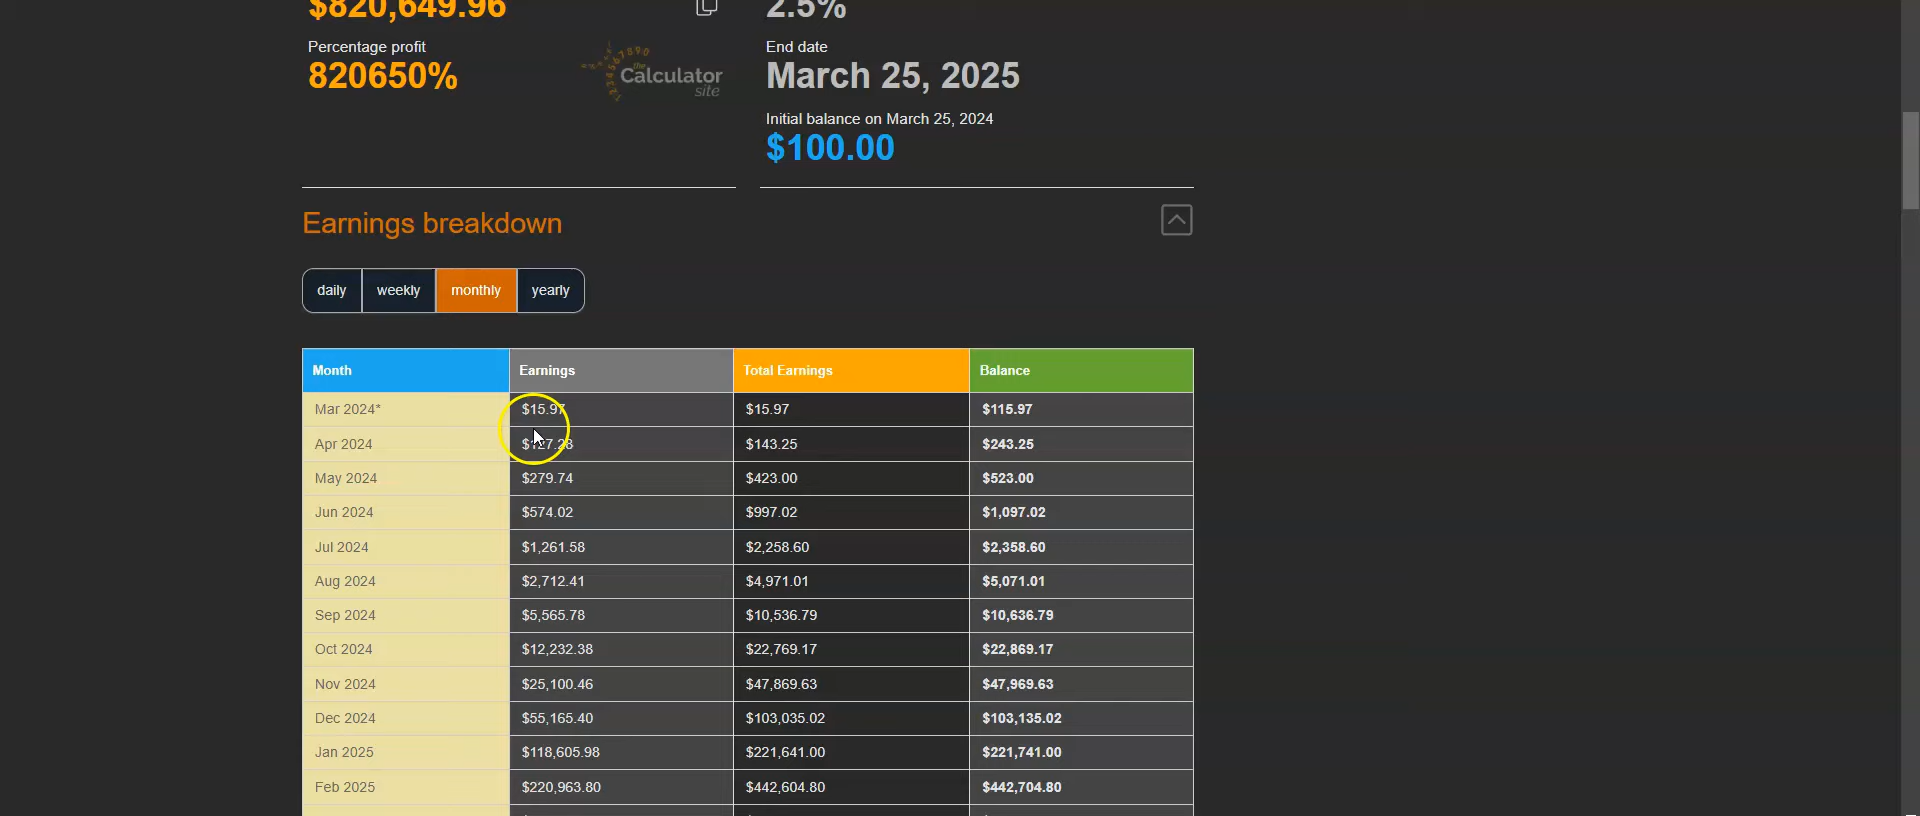 $820,649.96
2.5%
Percentage profit
End date
820650%
the
Calculator
site
March 25, 2025
Initial balance on March 25, 2024
$100.00
Earnings breakdown
daily weekly monthly yearly
Month Earnings Total Earnings Balance
Mar 2024* $15.97 $15.97 $115.97
Apr 2024 $127.28 $143.25 $243.25
May 2024 $279.74 $423.00 $523.00
Jun 2024 $574.02 $997.02 $1,097.02
Jul 2024 $1,261.58 $2,258.60 $2,358.60
Aug 2024 $2,712.41 $4,971.01 $5,071.01
Sep 2024 $5,565.78 $10,536.79 $10,636.79
Oct 2024 $12,232.38 $22,769.17 $22,869.17
Nov 2024 $25,100.46 $47,869.63 $47,969.63
Dec 2024 $55,165.40 $103,035.02 $103,135.02
Jan 2025 $118,605.98 $221,641.00 $221,741.00
Feb 2025 $220,963.80 $442,604.80 $442,704.80